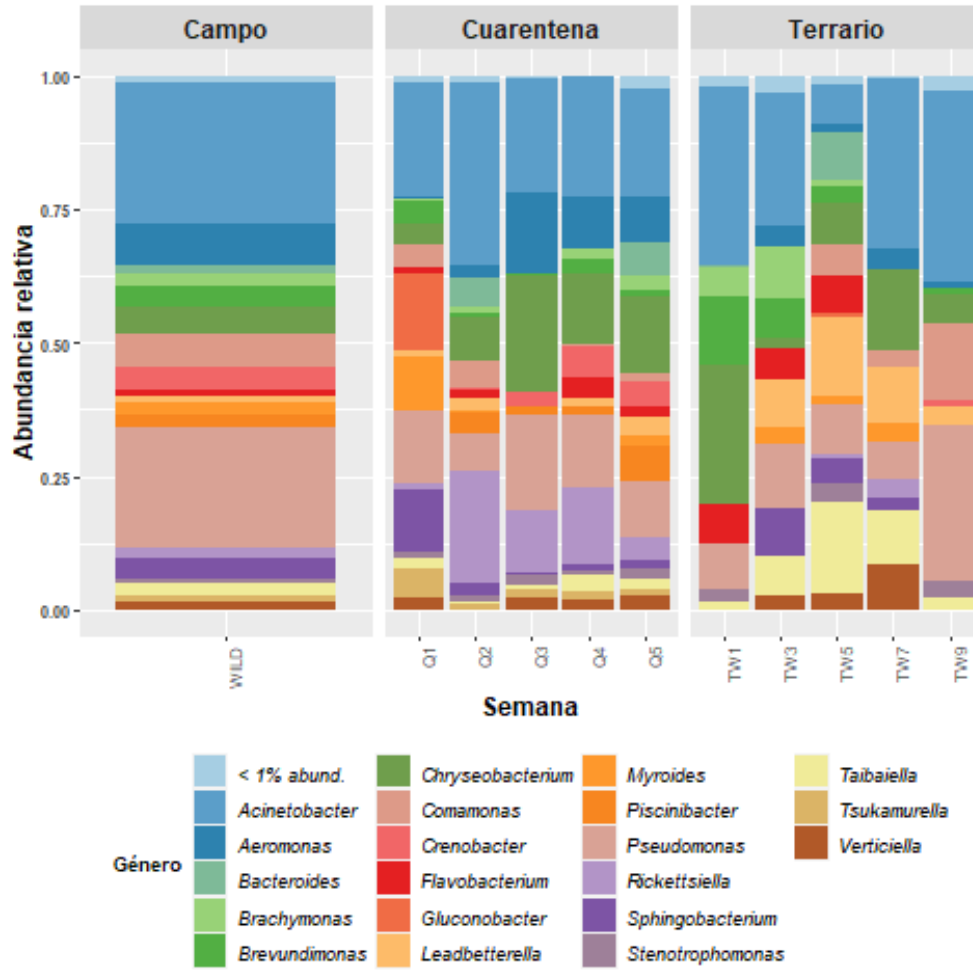 Campo Cuarentena Terrario
1.00
0.75
0.50
0.25
0.00
Abundancia relativa
WILD Q1 Q2 Q3 Q4 Q5 TW1 TW3 TW5 TW7 TW9
Semana
Género
< 1% abund.
Acinetobacter
Aeromonas
Bacteroides
Brachymonas
Brevundimonas
Chryseobacterium
Comamonas
Crenobacter
Flavobacterium
Gluconobacter
Leadbetterella
Myroides
Piscinibacter
Pseudomonas
Rickettsiella
Sphingobacterium
Stenotrophomonas
Taibaiella
Tsukamurella
Verticiella